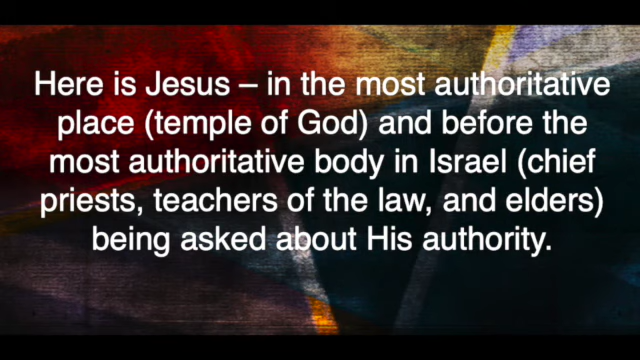 Here is Jesus – in the most authoritative
place (temple of God) and before the
most authoritative body in Israel (chief
priests, teachers of the law, and elders)
being asked about His authority.